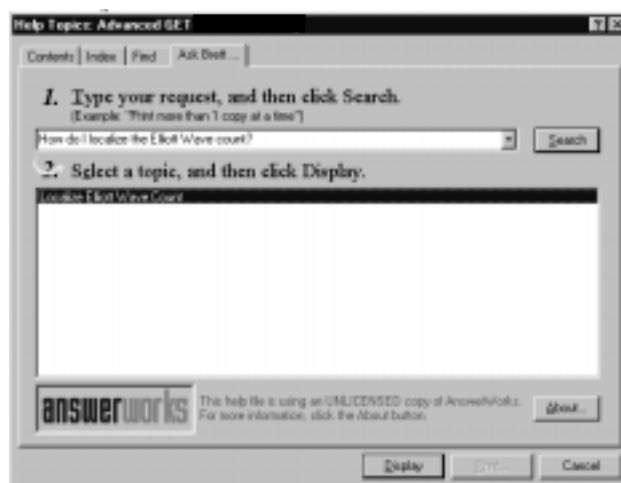 Help Topics: Advanced GET
Contents Index Find Ask Brett ...
1. Type your request, and then click Search.
(Example: "Print more than 1 copy at a time")
How do I localize the Elliott Wave count? Search
2. Select a topic, and then click Display.
Localize Elliott Wave Count
answerworks
This help file is using an UNLICENSED copy of AnswerWorks.
For more information, click the About button.
About...
Display Print... Cancel